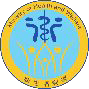 Ministry of Health and Welfare
衛生福利部